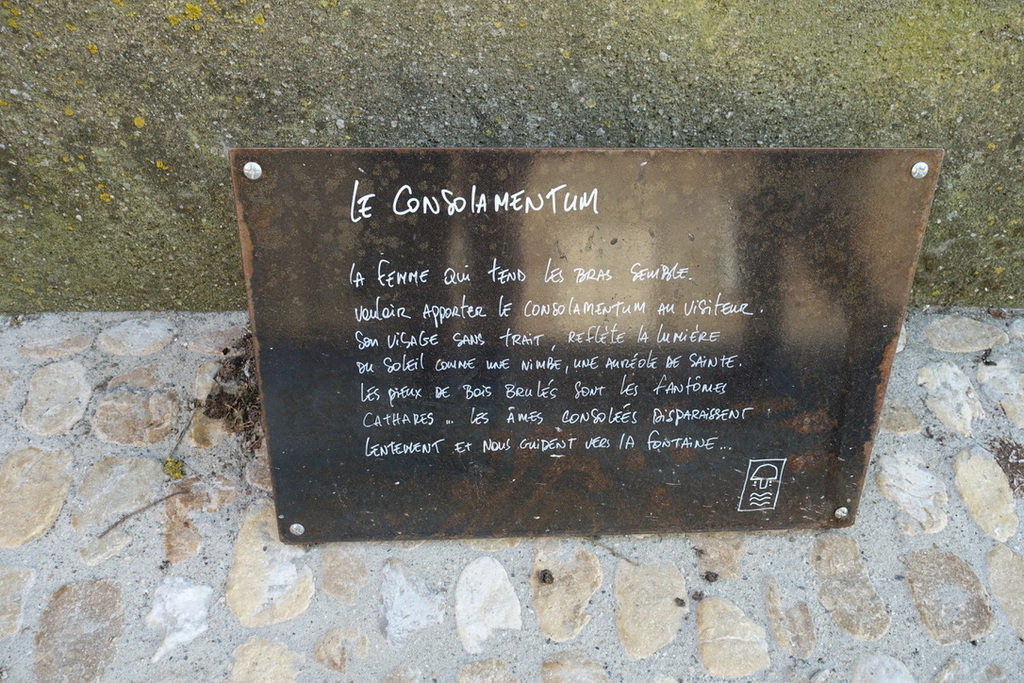 LE CONSOLAMENTUM
LA FEMME QUI TEND LES BRAS SEMBLE
VOULOIR APPORTER LE CONSOLAMENTUM AU VISITEUR.
SON VISAGE SANS TRAIT, REFLÈTE LA LUMIÈRE
DU SOLEIL COMME UNE NIMBE, UNE AURÉOLE DE SAINTE.
LES PIEUX DE BOIS BRULÉS SONT LES FANTÔMES
CATHARES... LES ÂMES CONSOLEÉS DISPARAISSENT
LENTEMENT ET NOUS GUIDENT VERS LA FONTAINE...